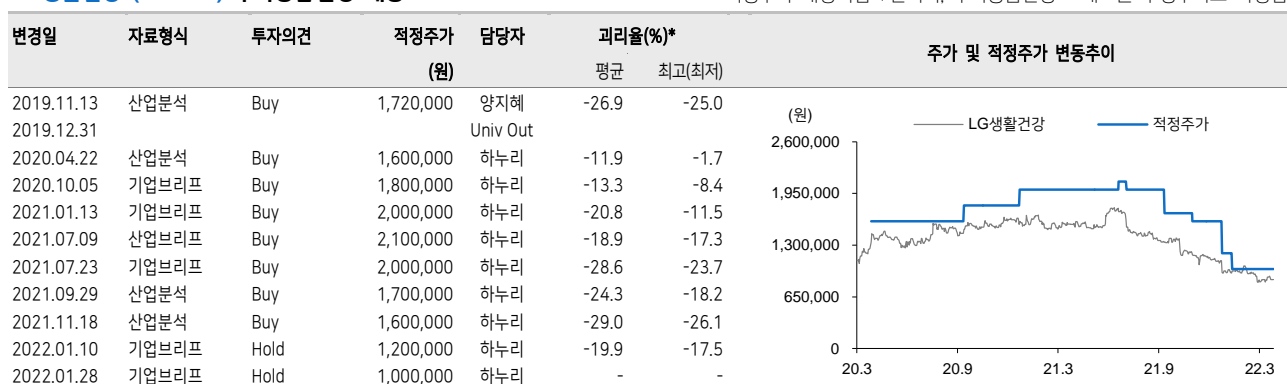 변경일 자료형식 투자의견 적정주가 담당자 괴리율(%)* 주가 및 적정주가 변동추이
(원) 평균 최고(최저)
2019.11.13 산업분석 Buy 1,720,000 양지혜 -26.9 -25.0
2019.12.31 Univ Out
2020.04.22 산업분석 Buy 1,600,000 하누리 -11.9 -1.7
2020.10.05 기업브리프 Buy 1,800,000 하누리 -13.3 -8.4
2021.01.13 기업브리프 Buy 2,000,000 하누리 -20.8 -11.5
2021.07.09 산업브리프 Buy 2,100,000 하누리 -18.9 -17.3
2021.07.23 기업브리프 Buy 2,000,000 하누리 -28.6 -23.7
2021.09.29 산업분석 Buy 1,700,000 하누리 -24.3 -18.2
2021.11.18 산업분석 Buy 1,600,000 하누리 -29.0 -26.1
2022.01.10 기업브리프 Hold 1,200,000 하누리 -19.9 -17.5
2022.01.28 기업브리프 Hold 1,000,000 하누리 - -
(원)
LG생활건강 적정주가
2,600,000
1,950,000
1,300,000
650,000
0
20.3 20.9 21.3 21.9 22.3